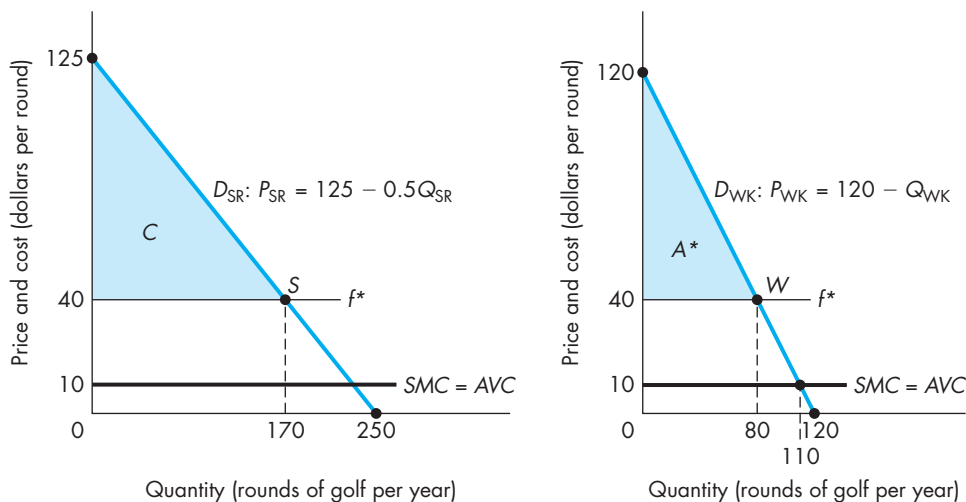 Price and cost (dollars per round)
125
D_SR: P_SR = 125 − 0.5Q_SR
C
S
40
f*
10
SMC = AVC
0
170
250
Quantity (rounds of golf per year)
Price and cost (dollars per round)
120
D_WK: P_WK = 120 − Q_WK
A*
W
40
f*
10
SMC = AVC
0
80
120
110
Quantity (rounds of golf per year)